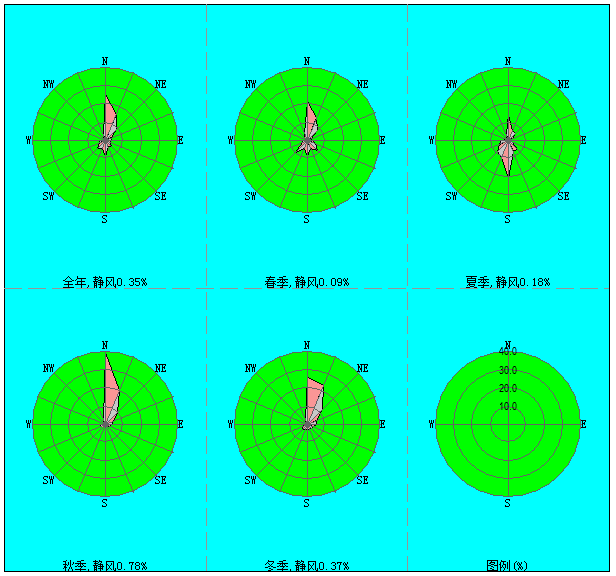 N N N
NW NE NW NE NW NE
W E W E W E
SW SE SW SE SW SE
S S S
全年,静风0.35% 春季,静风0.09% 夏季,静风0.18%
N N N
40.0
NW NE NW NE
30.0
20.0
10.0
W E W E W E
SW SE SW SE
S S S
秋季,静风0.78% 冬季,静风0.37% 图例(%)